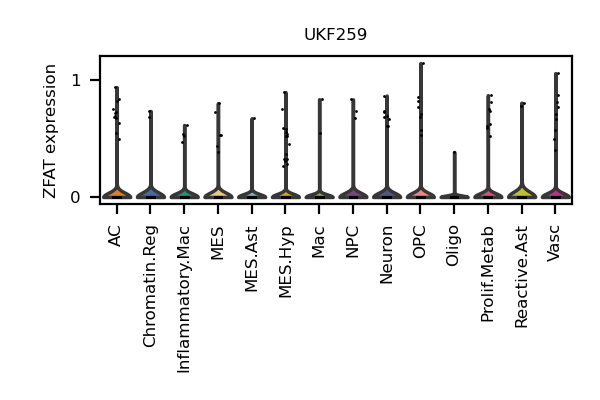 UKF259
ZFAT expression
1
0
AC
Chromatin.Reg
Inflammatory.Mac
MES
MES.Ast
MES.Hyp
Mac
NPC
Neuron
OPC
Oligo
Prolif.Metab
Reactive.Ast
Vasc